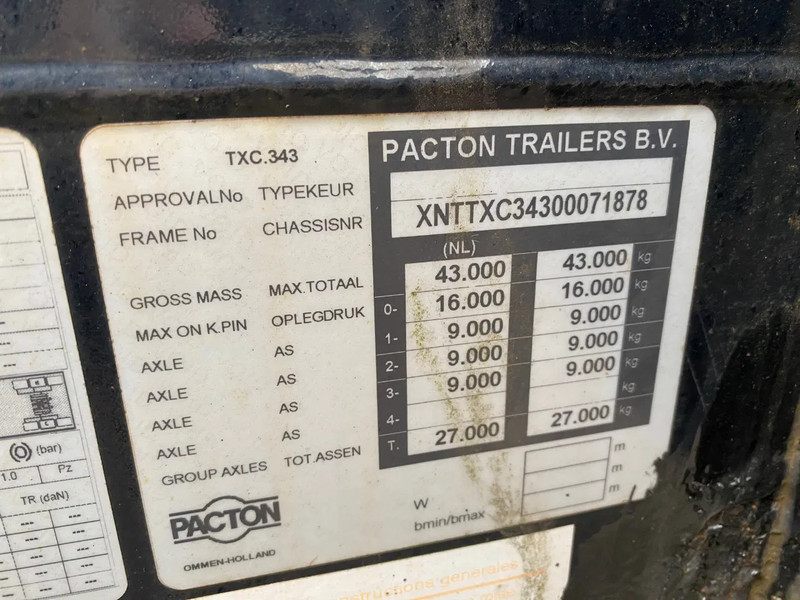 PACTON TRAILERS B.V.
TYPE TXC.343
APPROVALNo TYPEKEUR
FRAME No CHASSISNR XNTTXC34300071878
(NL)
GROSS MASS MAX.TOTAAL 43.000 43.000 kg
MAX ON K.PIN OPLEGDRUK 0- 16.000 16.000 kg
AXLE AS 1- 9.000 9.000 kg
AXLE AS 2- 9.000 9.000 kg
AXLE AS 3- 9.000 9.000 kg
AXLE AS 4- kg
GROUP AXLES TOT.ASSEN T. 27.000 27.000 kg
m
W m
bmin/bmax m
PACTON
OMMEN-HOLLAND
(bar)
1.0 Pz
TR (daN)
--- ---
--- ---
--- ---
--- ---
générales